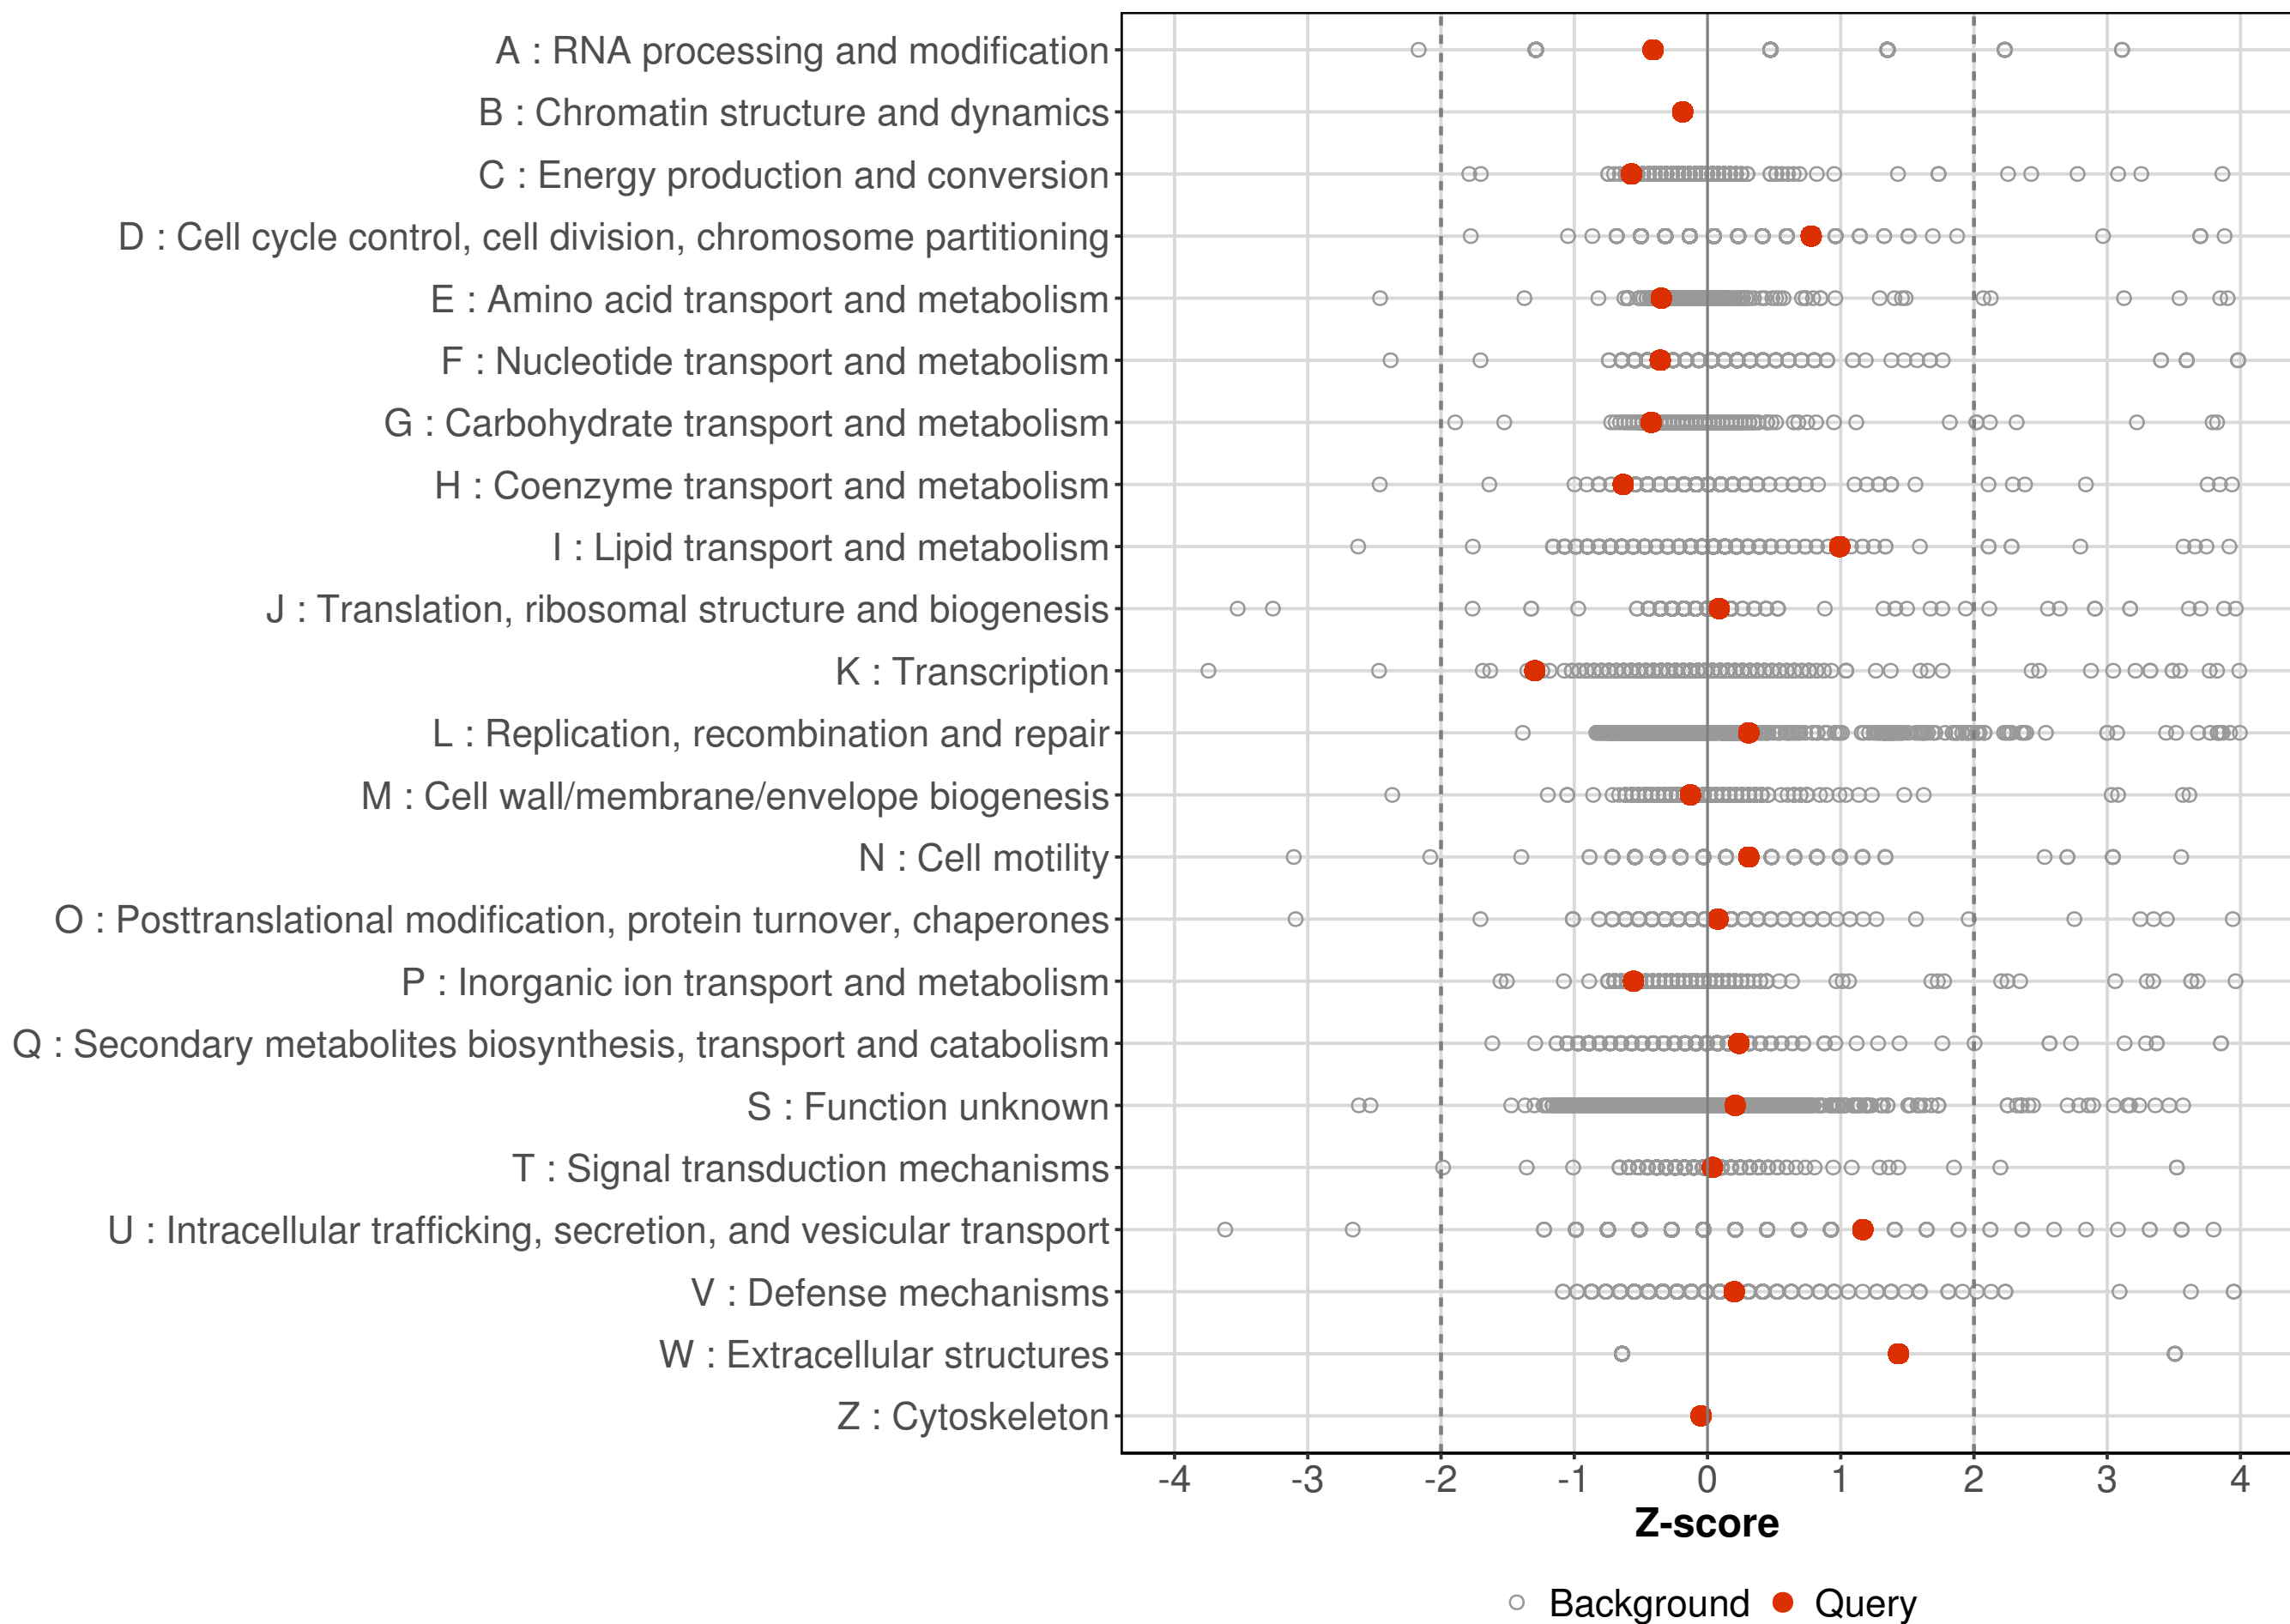 A : RNA processing and modification
B : Chromatin structure and dynamics
C : Energy production and conversion
D : Cell cycle control, cell division, chromosome partitioning
E : Amino acid transport and metabolism
F : Nucleotide transport and metabolism
G : Carbohydrate transport and metabolism
H : Coenzyme transport and metabolism
I : Lipid transport and metabolism
J : Translation, ribosomal structure and biogenesis
K : Transcription
L : Replication, recombination and repair
M : Cell wall/membrane/envelope biogenesis
N : Cell motility
O : Posttranslational modification, protein turnover, chaperones
P : Inorganic ion transport and metabolism
Q : Secondary metabolites biosynthesis, transport and catabolism
S : Function unknown
T : Signal transduction mechanisms
U : Intracellular trafficking, secretion, and vesicular transport
V : Defense mechanisms
W : Extracellular structures
Z : Cytoskeleton
-4 -3 -2 -1 0 1 2 3 4
Z-score
Background Query